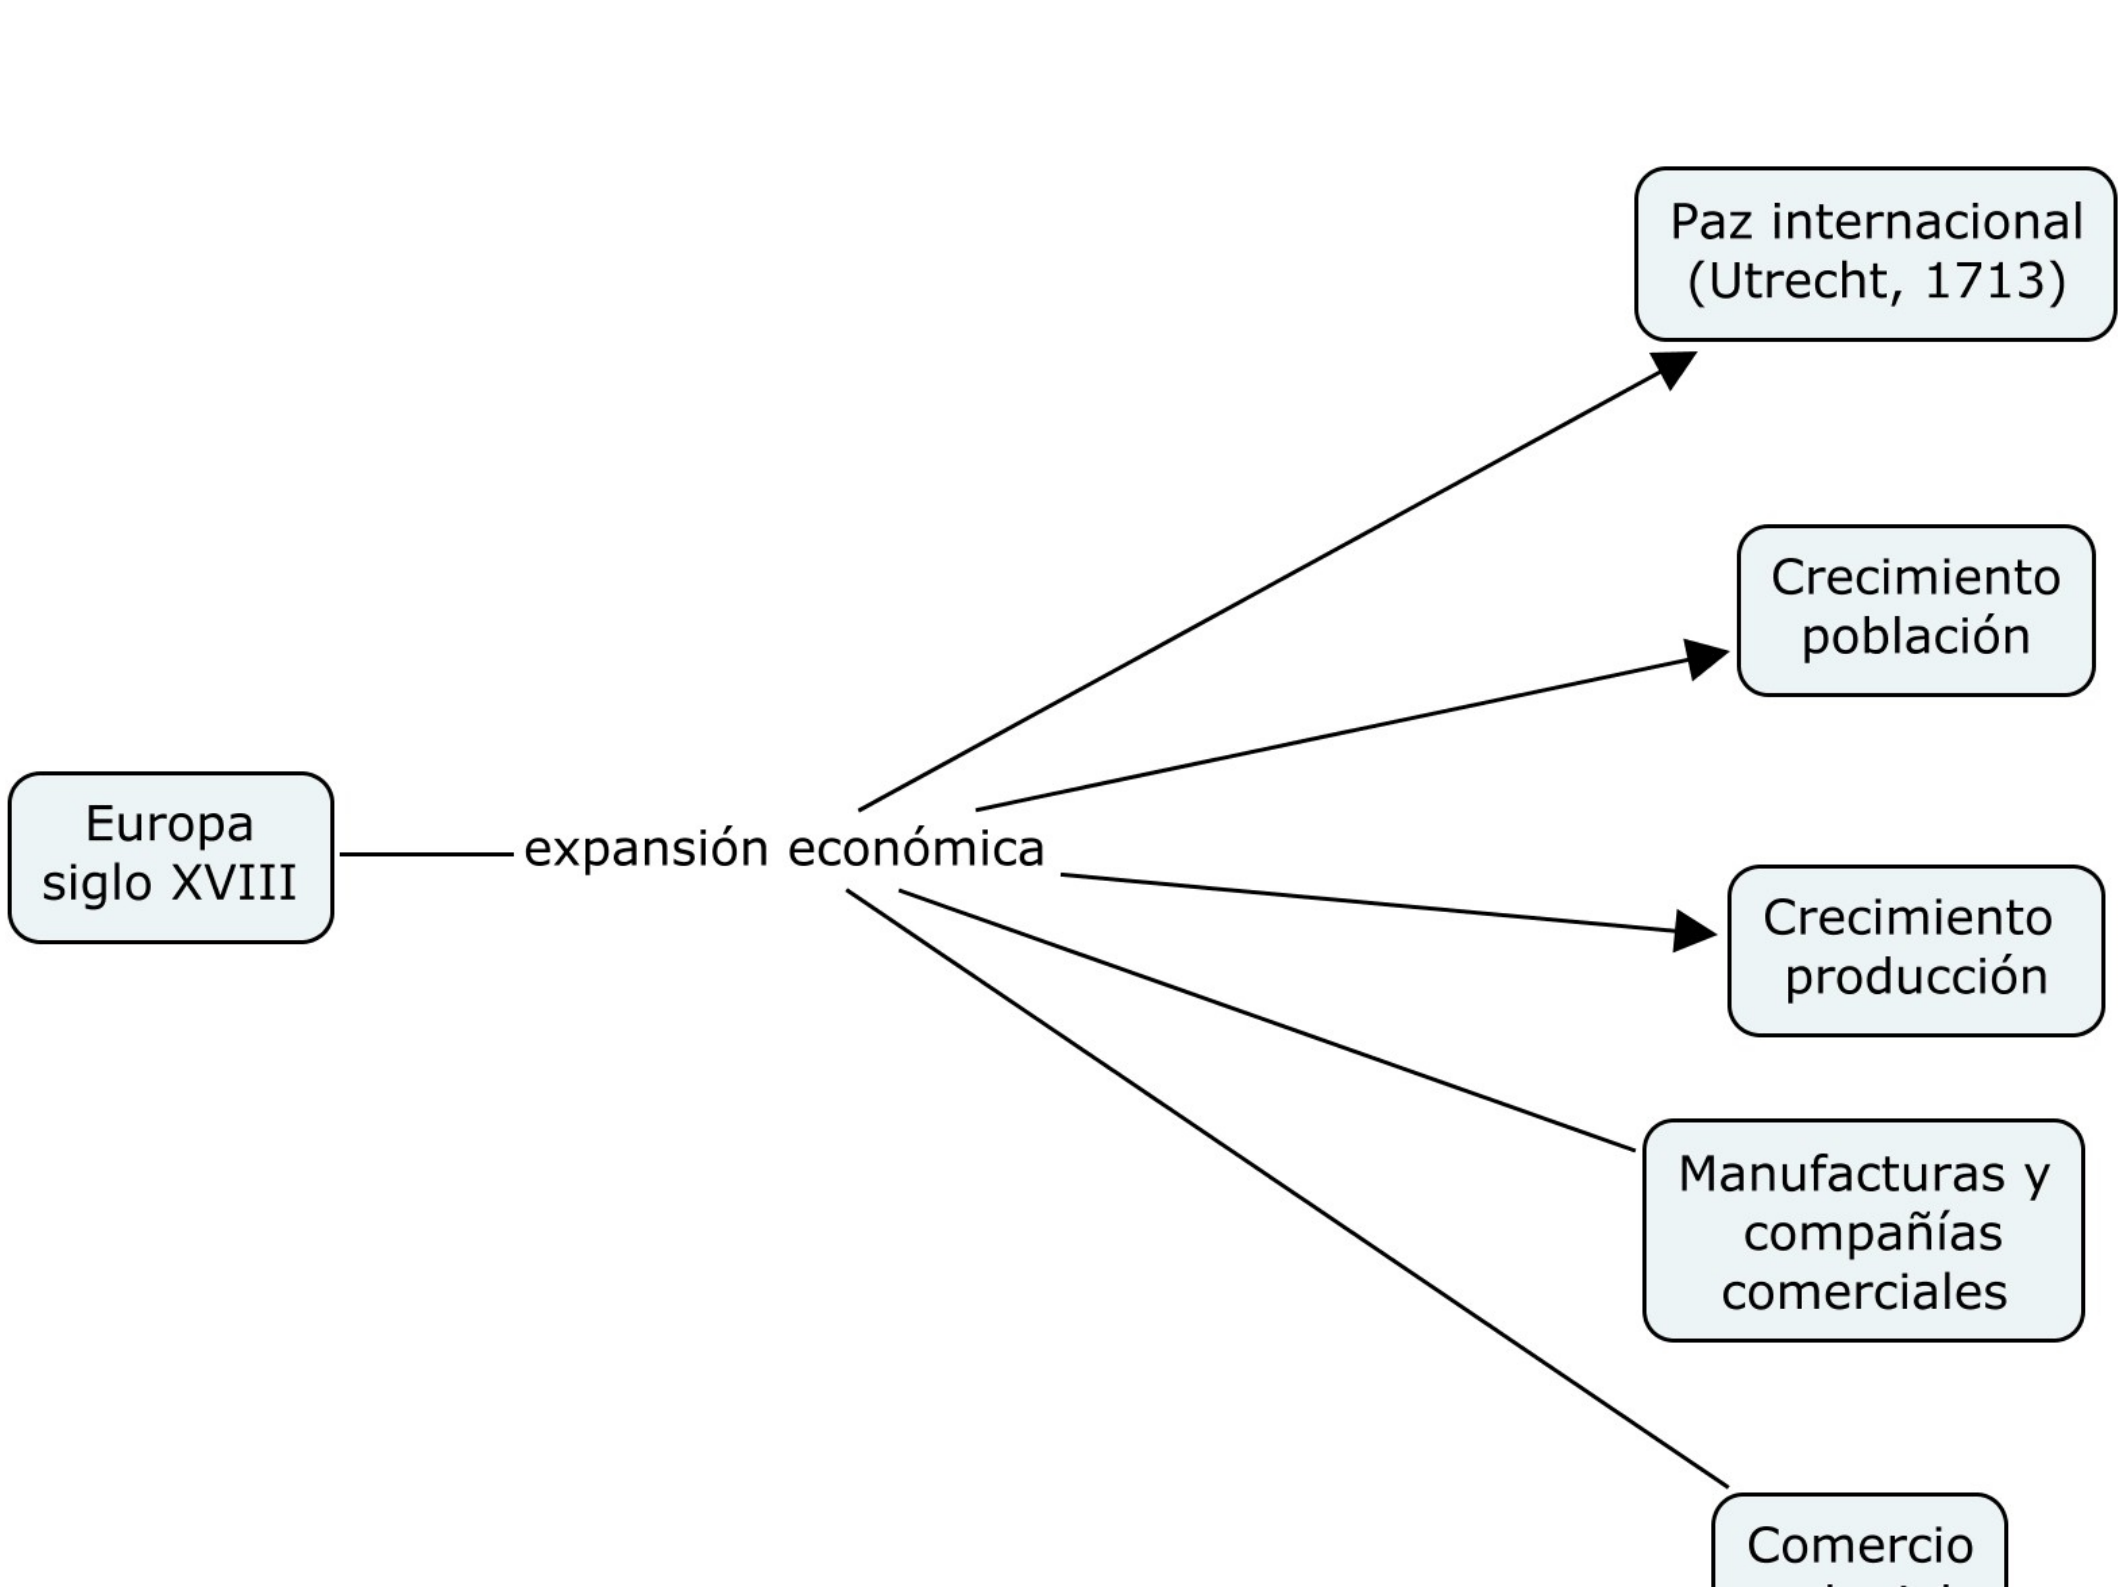 Paz internacional
(Utrecht, 1713)
Crecimiento
población
Europa
siglo XVIII
expansión económica
Crecimiento
producción
Manufacturas y
compañías
comerciales
Comercio